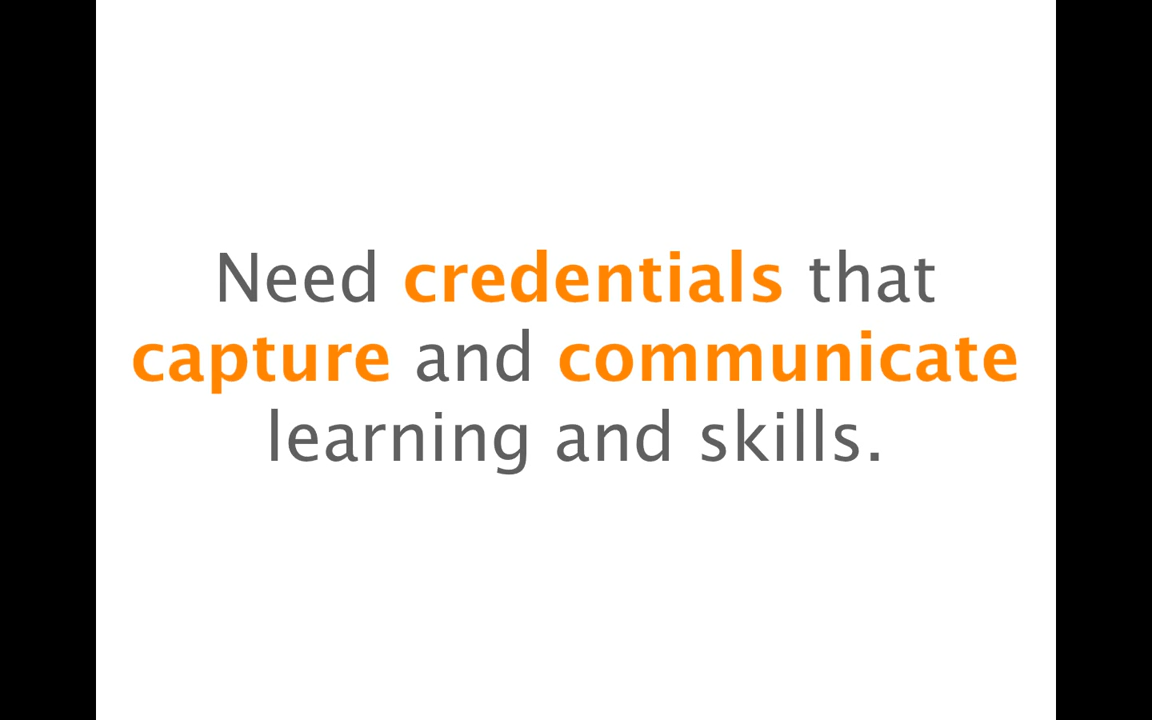 Need credentials that
capture and communicate
learning and skills.